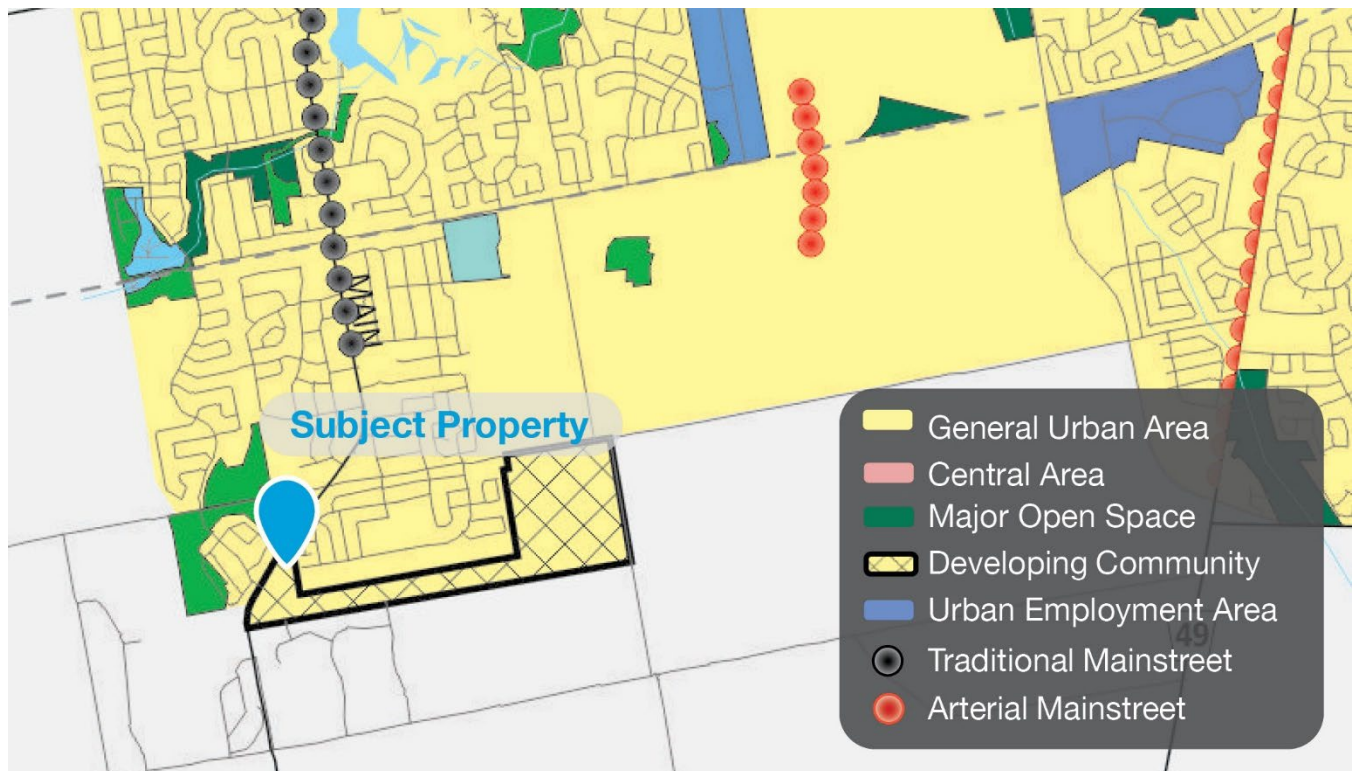 MAIN
Subject Property
General Urban Area
Central Area
Major Open Space
Developing Community
Urban Employment Area
49
Traditional Mainstreet
Arterial Mainstreet